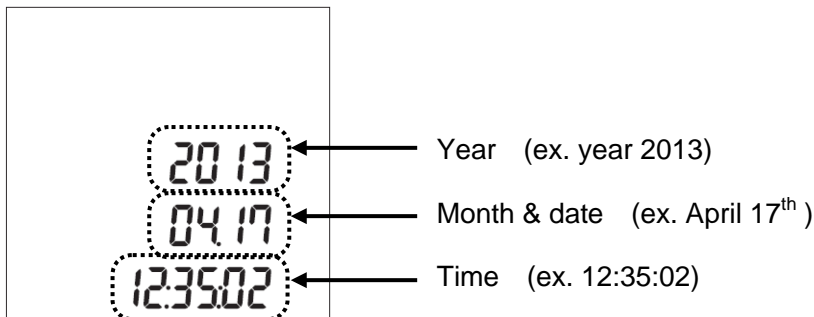 2013
Year (ex. year 2013)
04.17
Month & date (ex. April 17th )
12:35:02
Time (ex. 12:35:02)